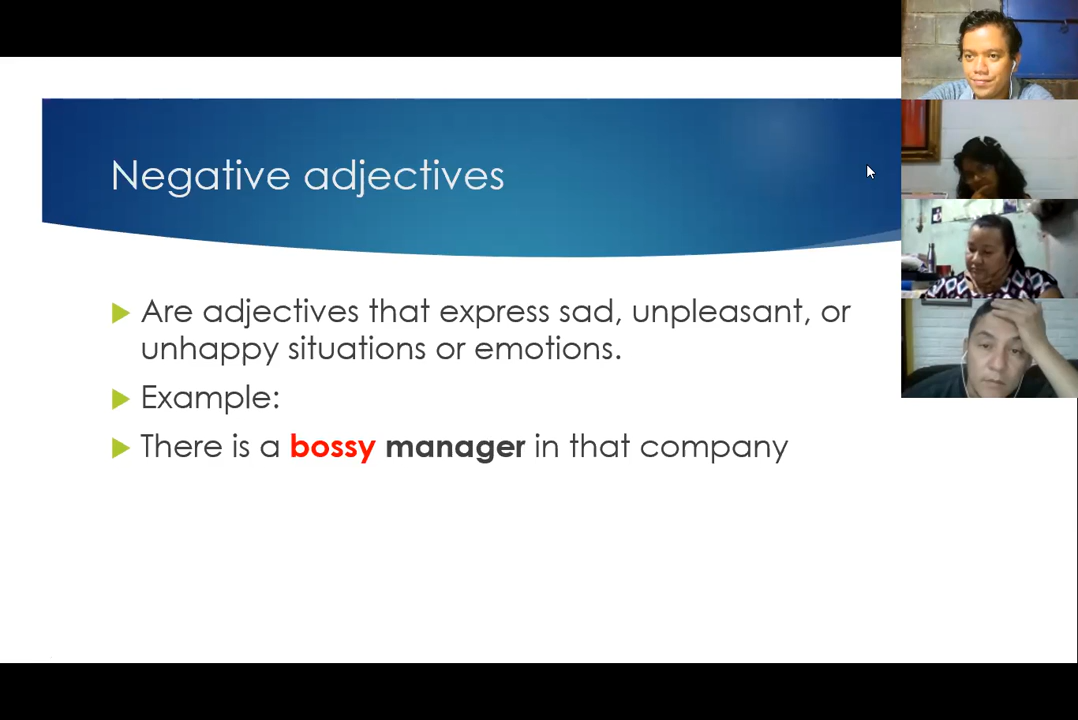 Negative adjectives
Are adjectives that express sad, unpleasant, or
unhappy situations or emotions.
Example:
There is a bossy manager in that company